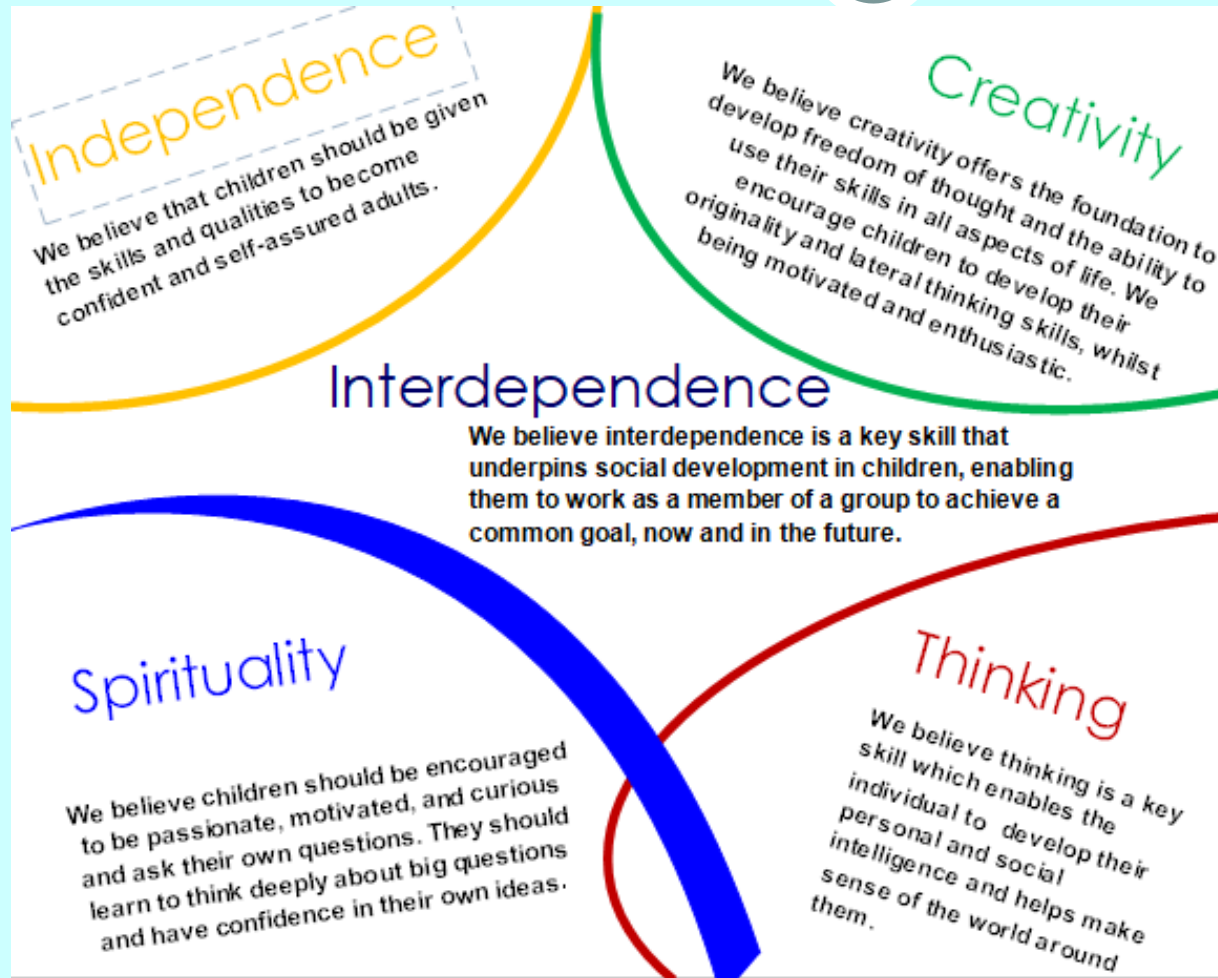 Independence
We believe that children should be given
the skills and qualities to become
confident and self-assured adults.
Creativity
We believe creativity offers the foundation to
develop freedom of thought and the ability to
use their skills in all aspects of life. We
encourage children to develop their
originality and lateral thinking skills, whilst
being motivated and enthusiastic.
Interdependence
We believe interdependence is a key skill that
underpins social development in children, enabling
them to work as a member of a group to achieve a
common goal, now and in the future.
Spirituality
We believe children should be encouraged
to be passionate, motivated, and curious
and ask their own questions. They should
learn to think deeply about big questions
and have confidence in their own ideas.
Thinking
We believe thinking is a key
skill which enables the
individual to develop their
personal and social
intelligence and helps make
sense of the world around
them.